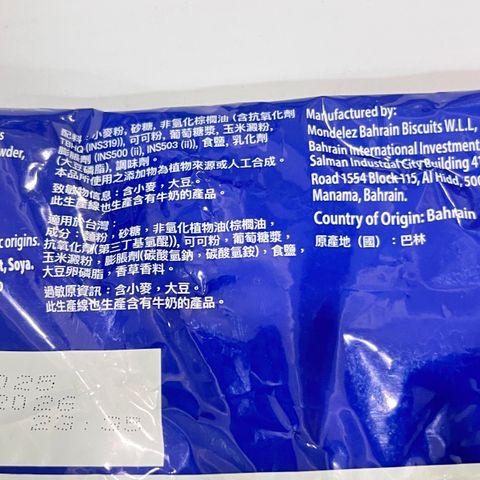 配料：小麥粉, 砂糖, 非氫化棕櫚油 (含抗氧化劑
TBHQ (INS319)), 可可粉, 葡萄糖漿, 玉米澱粉,
膨脹劑 (INS500 (ii), INS503 (ii)), 食鹽, 乳化劑
(大豆磷脂), 調味劑。
本品所使用之添加物為植物來源或人工合成。
致敏物信息：含小麥，大豆。
此生產線也生產含有牛奶的產品。
適用於台灣：
成分：麵粉，砂糖，非氫化植物油(棕櫚油，
抗氧化劑(第三丁基氫醌))，可可粉，葡萄糖漿，
玉米澱粉，膨脹劑(碳酸氫鈉，碳酸氫銨)，食鹽，
大豆卵磷脂，香草香料。
過敏原資訊：含小麥，大豆。
此生產線也生產含有牛奶的產品。
Manufactured by:
Mondelez Bahrain Biscuits W.L.L,
Bahrain International Investment
Salman Industrial City Building 4
Road 1554 Block 115, Al Hidd, 500
Manama, Bahrain.
Country of Origin: Bahrain
原產地（國）：巴林
s
owder,
c origins.
t, Soya.
o
025
2026